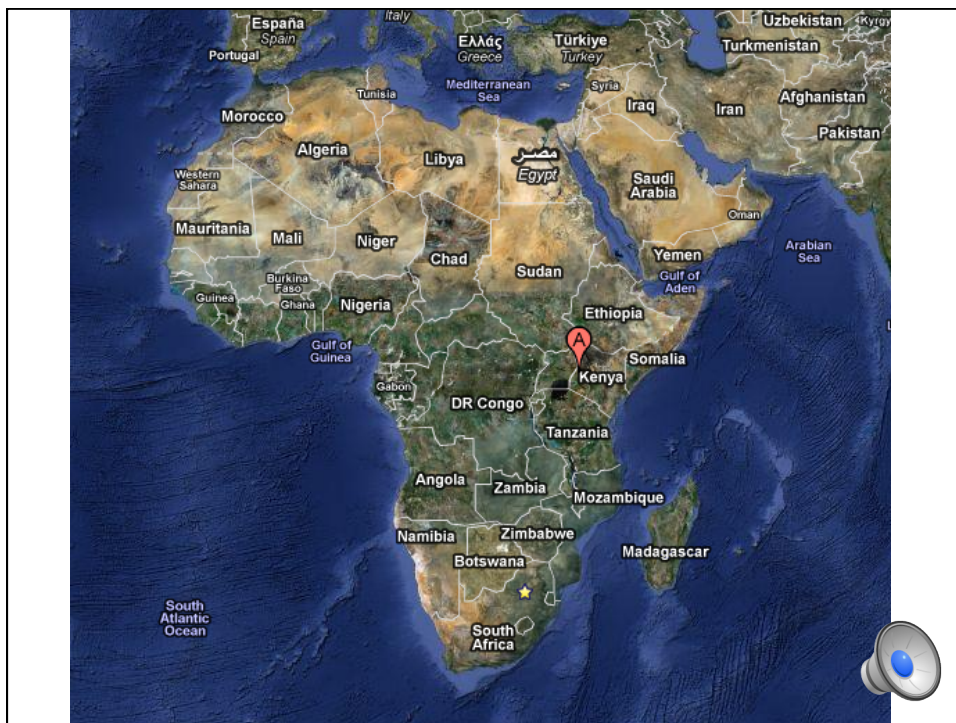 Italy
España
Spain
Portugal
Ελλάς
Greece
Türkiye
Turkey
Uzbekistan
Kyrgy
Turkmenistan
Mediterranean
Sea
Tunisia
Syria
Iraq
Iran
Afghanistan
Pakistan
Morocco
Algeria
Libya
مصر
Egypt
Western
Sahara
Saudi
Arabia
Oman
Mauritania
Mali
Niger
Chad
Sudan
Yemen
Arabian
Sea
Gulf of
Aden
Burkina
Faso
Guinea
Ghana
Nigeria
Ethiopia
Gulf of
Guinea
A
Somalia
Kenya
Gabon
DR Congo
Tanzania
Angola
Zambia
Mozambique
Namibia
Zimbabwe
Madagascar
Botswana
South
Atlantic
Ocean
South
Africa